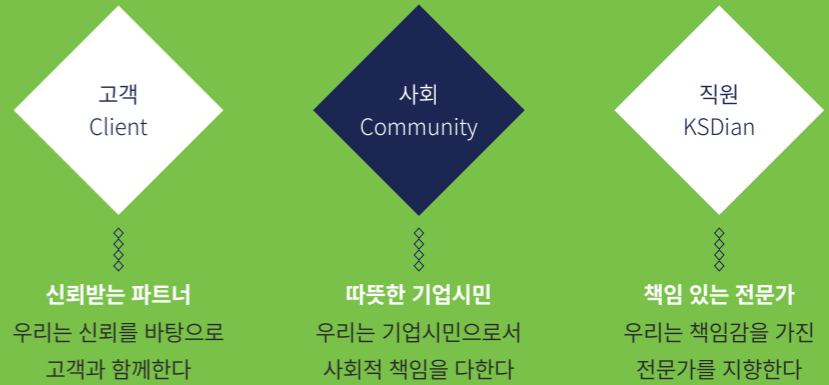 고객
Client
사회
Community
직원
KSDian
신뢰받는 파트너
우리는 신뢰를 바탕으로
고객과 함께한다
따뜻한 기업시민
우리는 기업시민으로서
사회적 책임을 다한다
책임 있는 전문가
우리는 책임감을 가진
전문가를 지향한다